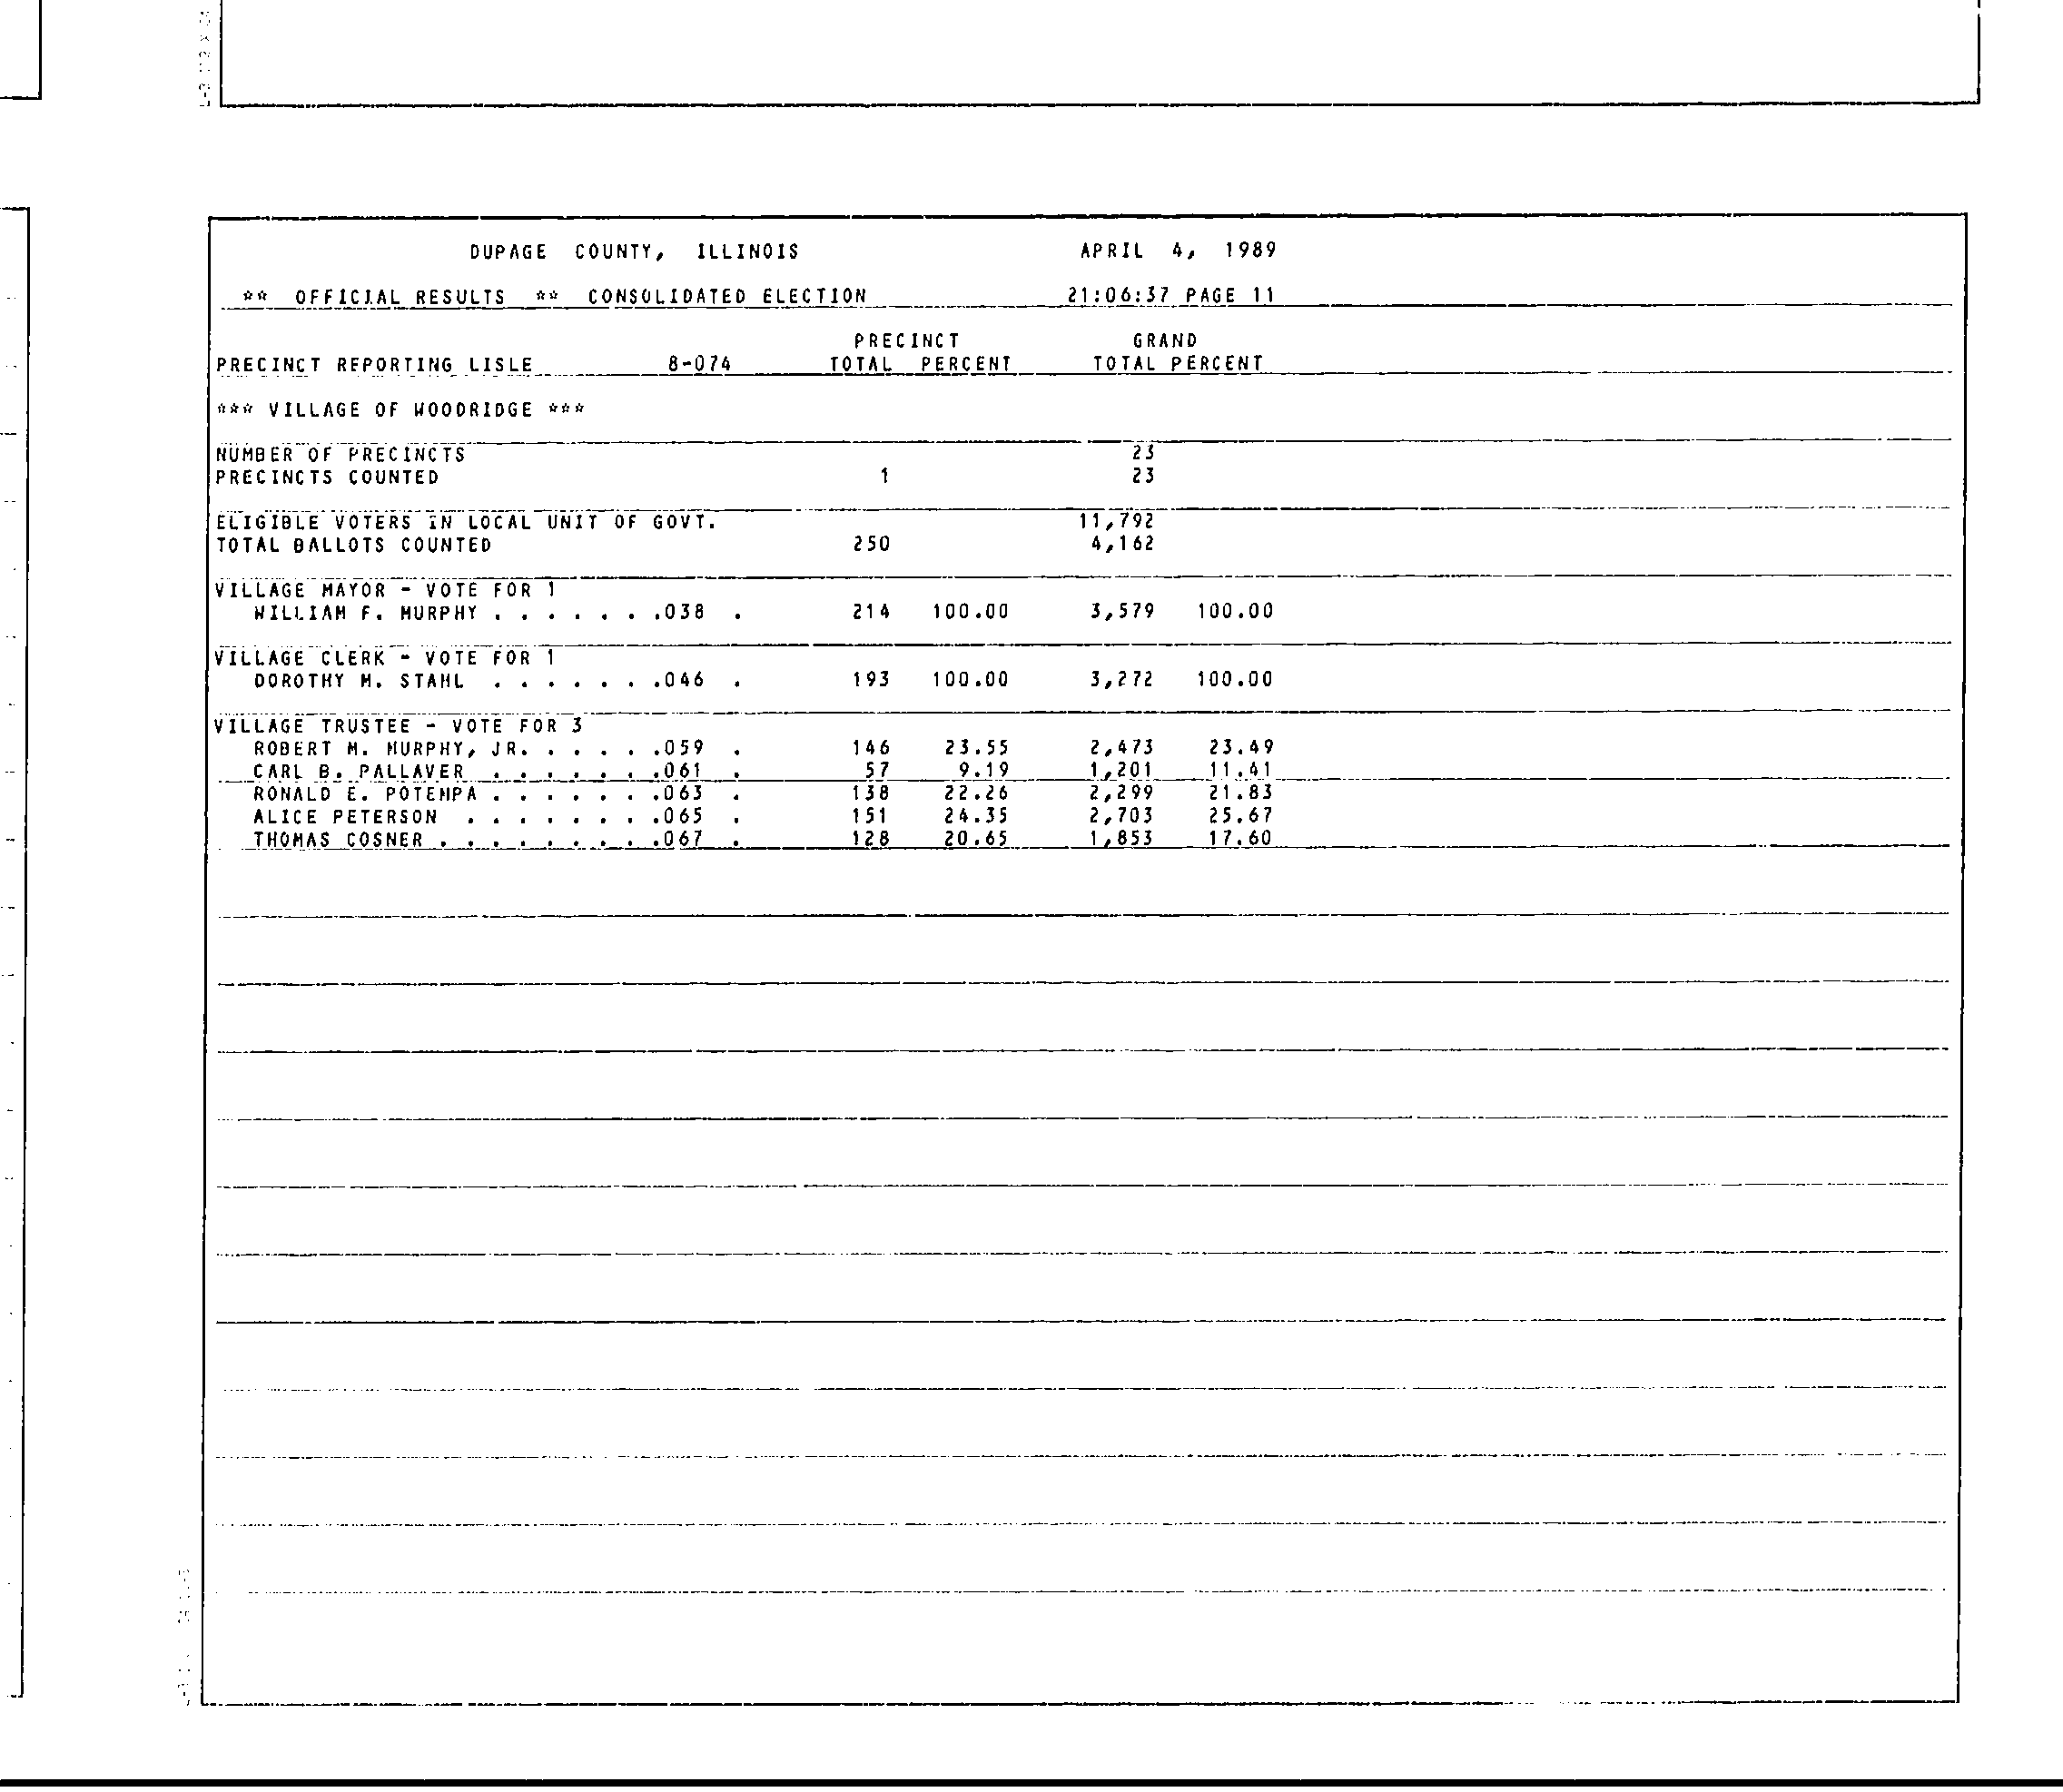 DUPAGE COUNTY, ILLINOIS APRIL 4, 1989
** OFFICIAL RESULTS ** CONSOLIDATED ELECTION 21:06:37 PAGE 11
PRECINCT GRAND
PRECINCT REPORTING LISLE 8-074 TOTAL PERCENT TOTAL PERCENT
*** VILLAGE OF WOODRIDGE ***
NUMBER OF PRECINCTS 23
PRECINCTS COUNTED 1 23
ELIGIBLE VOTERS IN LOCAL UNIT OF GOVT. 11,792
TOTAL BALLOTS COUNTED 250 4,162
VILLAGE MAYOR - VOTE FOR 1
WILLIAM F. MURPHY . . . . . . .038 . 214 100.00 3,579 100.00
VILLAGE CLERK - VOTE FOR 1
DOROTHY M. STAHL . . . . . . .046 . 193 100.00 3,272 100.00
VILLAGE TRUSTEE - VOTE FOR 3
ROBERT M. MURPHY, JR. . . . . .059 . 146 23.55 2,473 23.49
CARL B. PALLAVER . . . . . . .061 . 57 9.19 1,201 11.41
RONALD E. POTEMPA . . . . . . .063 . 138 22.26 2,299 21.83
ALICE PETERSON . . . . . . . .065 . 151 24.35 2,703 25.67
THOMAS COSNER . . . . . . . . .067 . 128 20.65 1,853 17.60